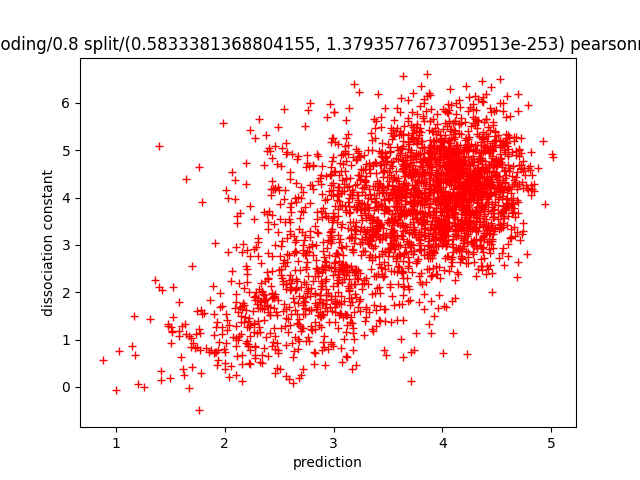 oding/0.8 split/(0.5833381368804155, 1.3793577673709513e-253) pearson
dissociation constant
6
5
4
3
2
1
0
1 2 3 4 5
prediction